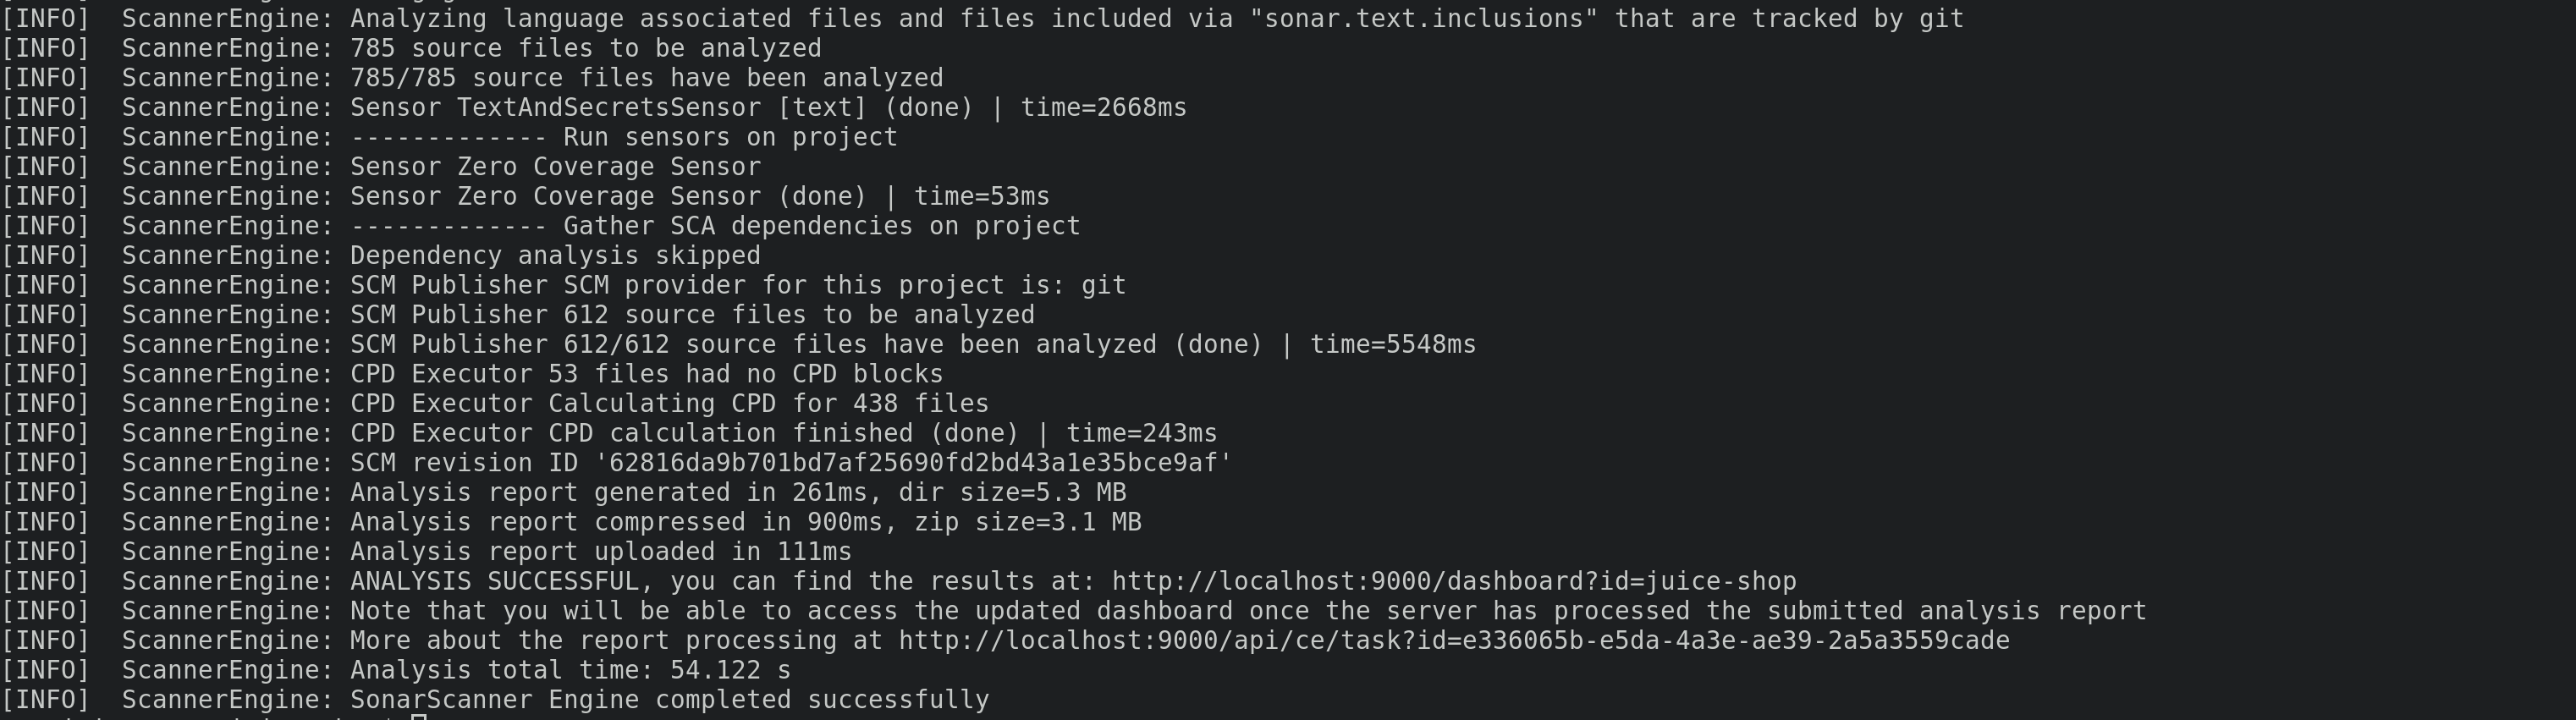 [INFO]  ScannerEngine: Analyzing language associated files and files included via "sonar.text.inclusions" that are tracked by git
[INFO]  ScannerEngine: 785 source files to be analyzed
[INFO]  ScannerEngine: 785/785 source files have been analyzed
[INFO]  ScannerEngine: Sensor TextAndSecretsSensor [text] (done) | time=2668ms
[INFO]  ScannerEngine: ------------- Run sensors on project
[INFO]  ScannerEngine: Sensor Zero Coverage Sensor
[INFO]  ScannerEngine: Sensor Zero Coverage Sensor (done) | time=53ms
[INFO]  ScannerEngine: ------------- Gather SCA dependencies on project
[INFO]  ScannerEngine: Dependency analysis skipped
[INFO]  ScannerEngine: SCM Publisher SCM provider for this project is: git
[INFO]  ScannerEngine: SCM Publisher 612 source files to be analyzed
[INFO]  ScannerEngine: SCM Publisher 612/612 source files have been analyzed (done) | time=5548ms
[INFO]  ScannerEngine: CPD Executor 53 files had no CPD blocks
[INFO]  ScannerEngine: CPD Executor Calculating CPD for 438 files
[INFO]  ScannerEngine: CPD Executor CPD calculation finished (done) | time=243ms
[INFO]  ScannerEngine: SCM revision ID '62816da9b701bd7af25690fd2bd43a1e35bce9af'
[INFO]  ScannerEngine: Analysis report generated in 261ms, dir size=5.3 MB
[INFO]  ScannerEngine: Analysis report compressed in 900ms, zip size=3.1 MB
[INFO]  ScannerEngine: Analysis report uploaded in 111ms
[INFO]  ScannerEngine: ANALYSIS SUCCESSFUL, you can find the results at: http://localhost:9000/dashboard?id=juice-shop
[INFO]  ScannerEngine: Note that you will be able to access the updated dashboard once the server has processed the submitted analysis report
[INFO]  ScannerEngine: More about the report processing at http://localhost:9000/api/ce/task?id=e336065b-e5da-4a3e-ae39-2a5a3559cade
[INFO]  ScannerEngine: Analysis total time: 54.122 s
[INFO]  ScannerEngine: SonarScanner Engine completed successfully